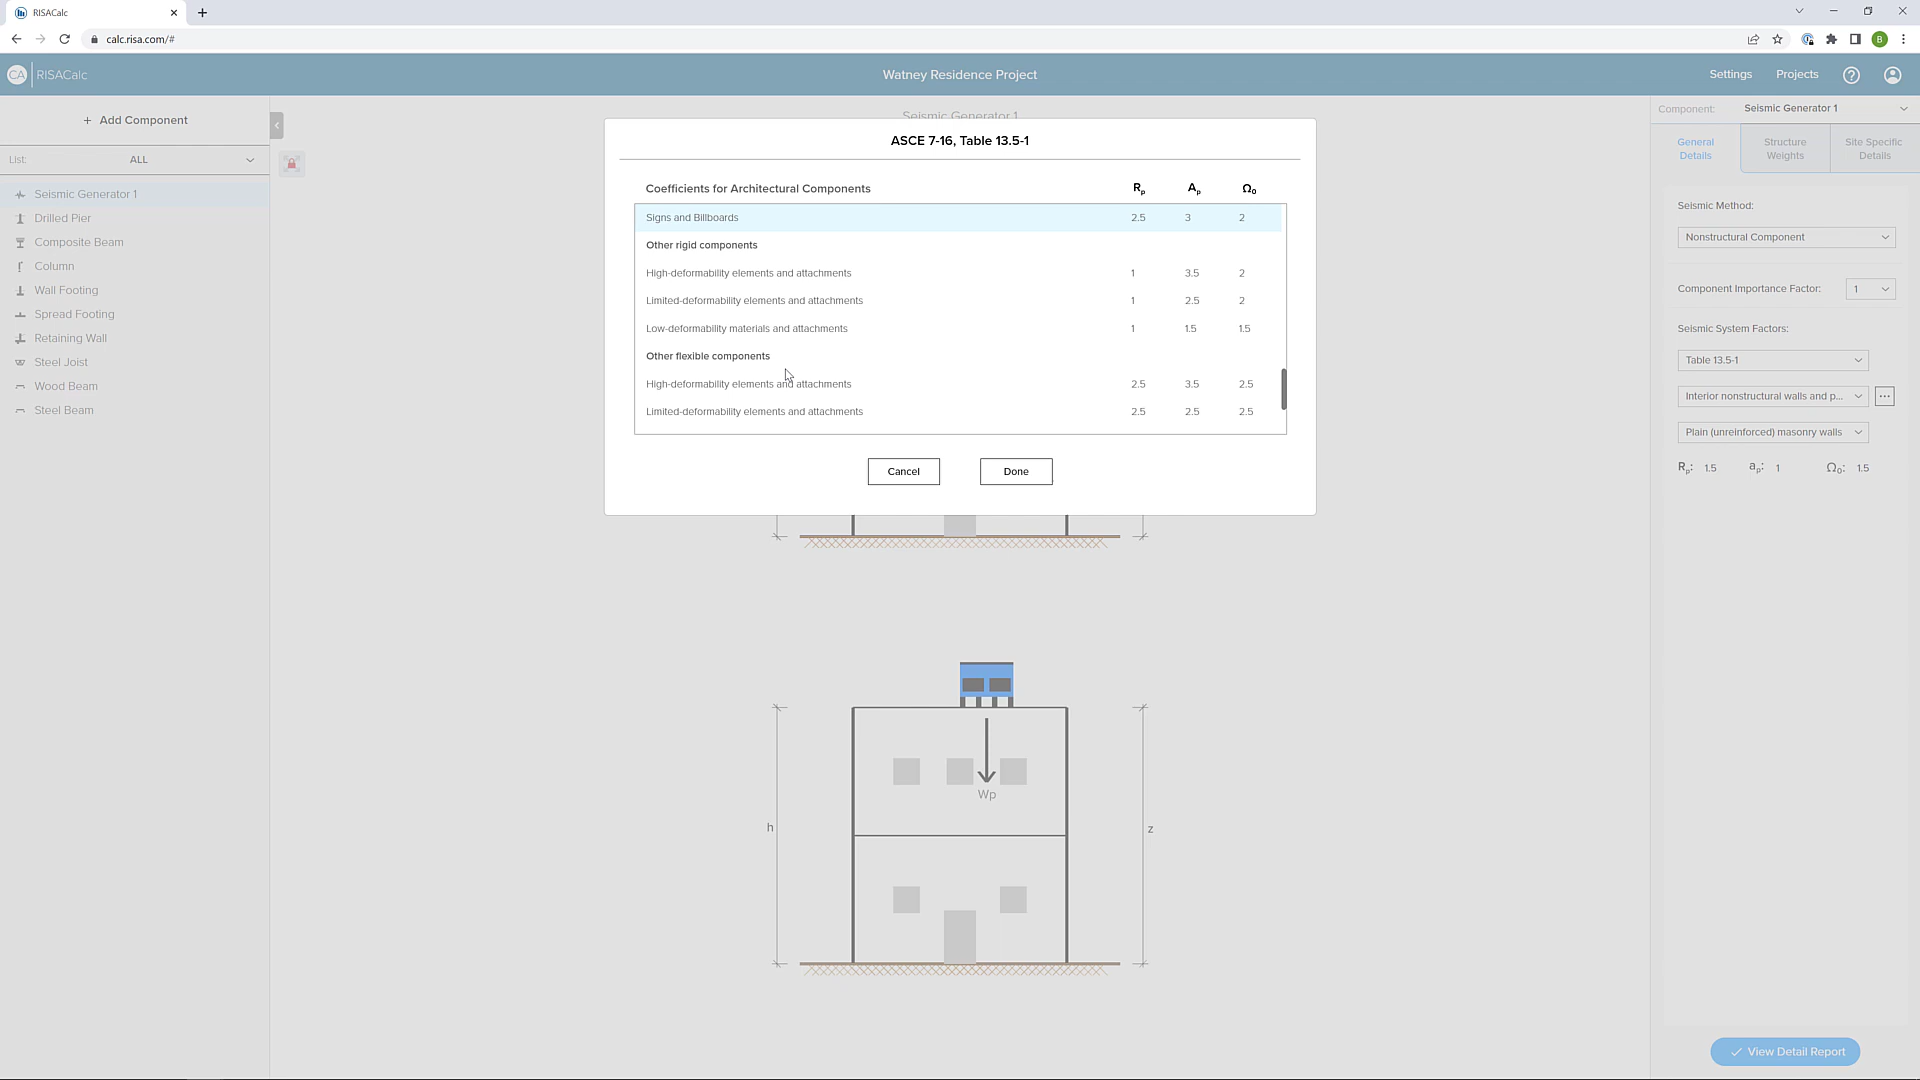 RISACalc
calc.risa.com/#
B
CA RISACalc
Watney Residence Project
Settings
Projects
?
+ Add Component
List: ALL
Seismic Generator 1
Drilled Pier
Composite Beam
Column
Wall Footing
Spread Footing
Retaining Wall
Steel Joist
Wood Beam
Steel Beam
Seismic Generator 1
ASCE 7-16, Table 13.5-1
Coefficients for Architectural Components Rp Ap Ω0
Signs and Billboards 2.5 3 2
Other rigid components
High-deformability elements and attachments 1 3.5 2
Limited-deformability elements and attachments 1 2.5 2
Low-deformability materials and attachments 1 1.5 1.5
Other flexible components
High-deformability elements and attachments 2.5 3.5 2.5
Limited-deformability elements and attachments 2.5 2.5 2.5
Cancel
Done
Wp
h
z
Component: Seismic Generator 1
General
Details
Structure
Weights
Site Specific
Details
Seismic Method:
Nonstructural Component
Component Importance Factor: 1
Seismic System Factors:
Table 13.5-1
Interior nonstructural walls and p... ...
Plain (unreinforced) masonry walls
Rp: 1.5 ap: 1 Ω0: 1.5
View Detail Report